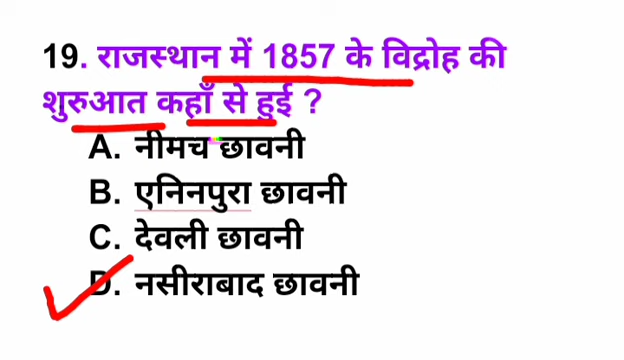 19. राजस्थान में 1857 के विद्रोह की
शुरुआत कहाँ से हुई ?
A. नीमच छावनी
B. एनिनपुरा छावनी
C. देवली छावनी
D. नसीराबाद छावनी